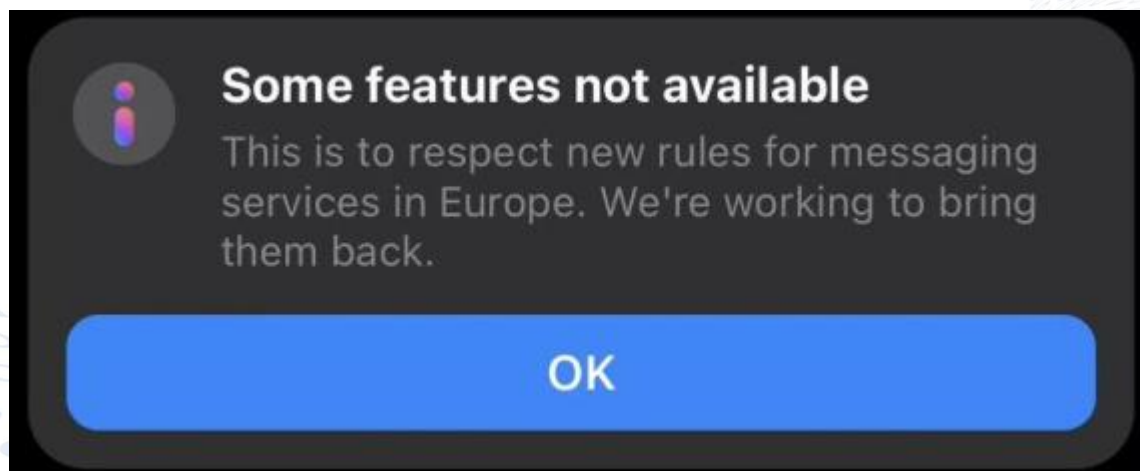 Some features not available
This is to respect new rules for messaging
services in Europe. We're working to bring
them back.
OK